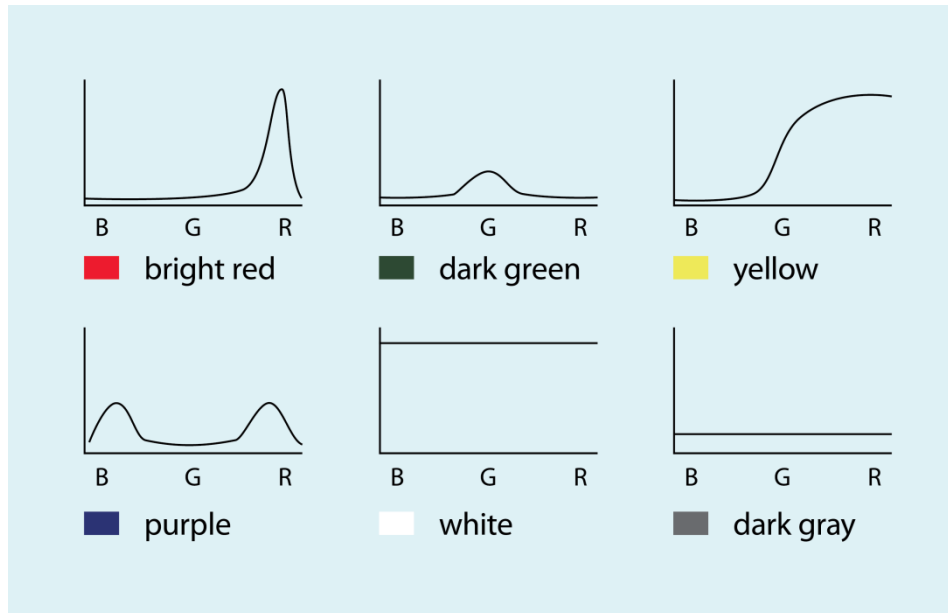 B G R
bright red
B G R
dark green
B G R
yellow
B G R
purple
B G R
white
B G R
dark gray